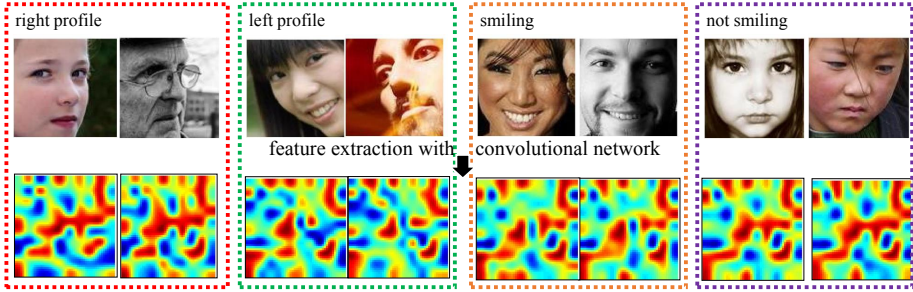 right profile
left profile
smiling
not smiling
feature extraction with convolutional network